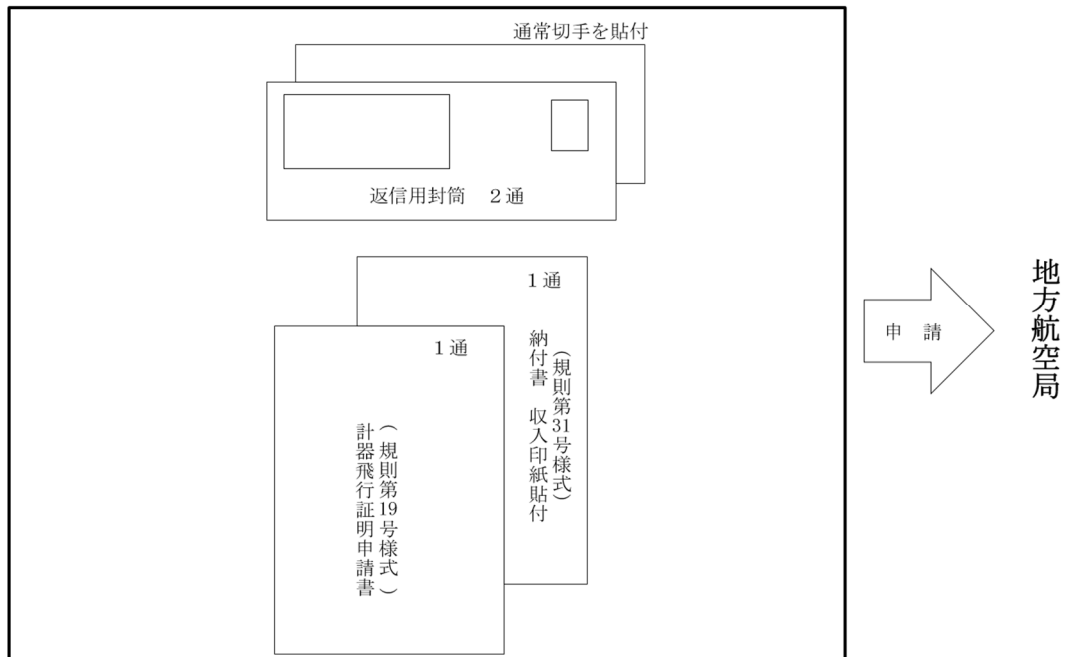 通常切手を貼付
返信用封筒　２通
１通
（規則第31号様式）
納付書　収入印紙貼付
１通
（規則第19号様式）
計器飛行証明申請書
申　請
地方航空局